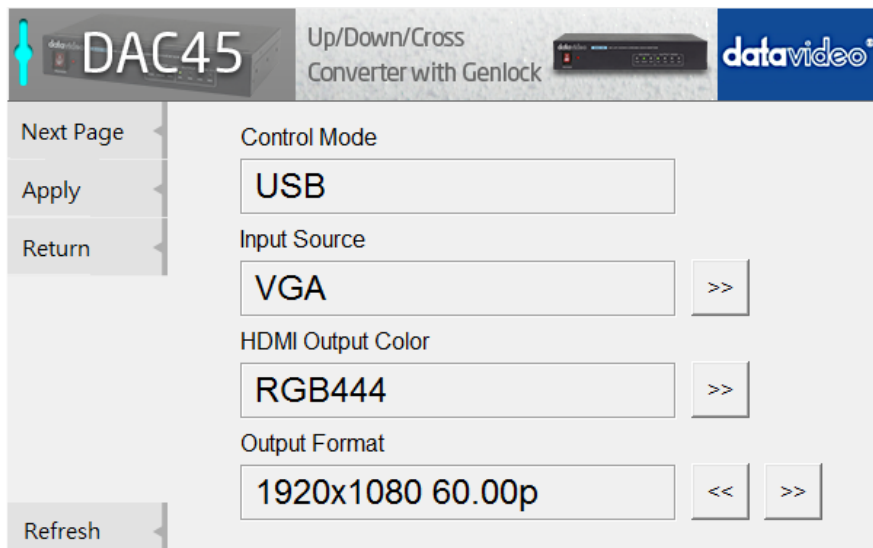 DAC45
Up/Down/Cross
Converter with Genlock
datavideo
Next Page
Apply
Return
Refresh
Control Mode
USB
Input Source
VGA
>>
HDMI Output Color
RGB444
>>
Output Format
1920x1080 60.00p
<< >>